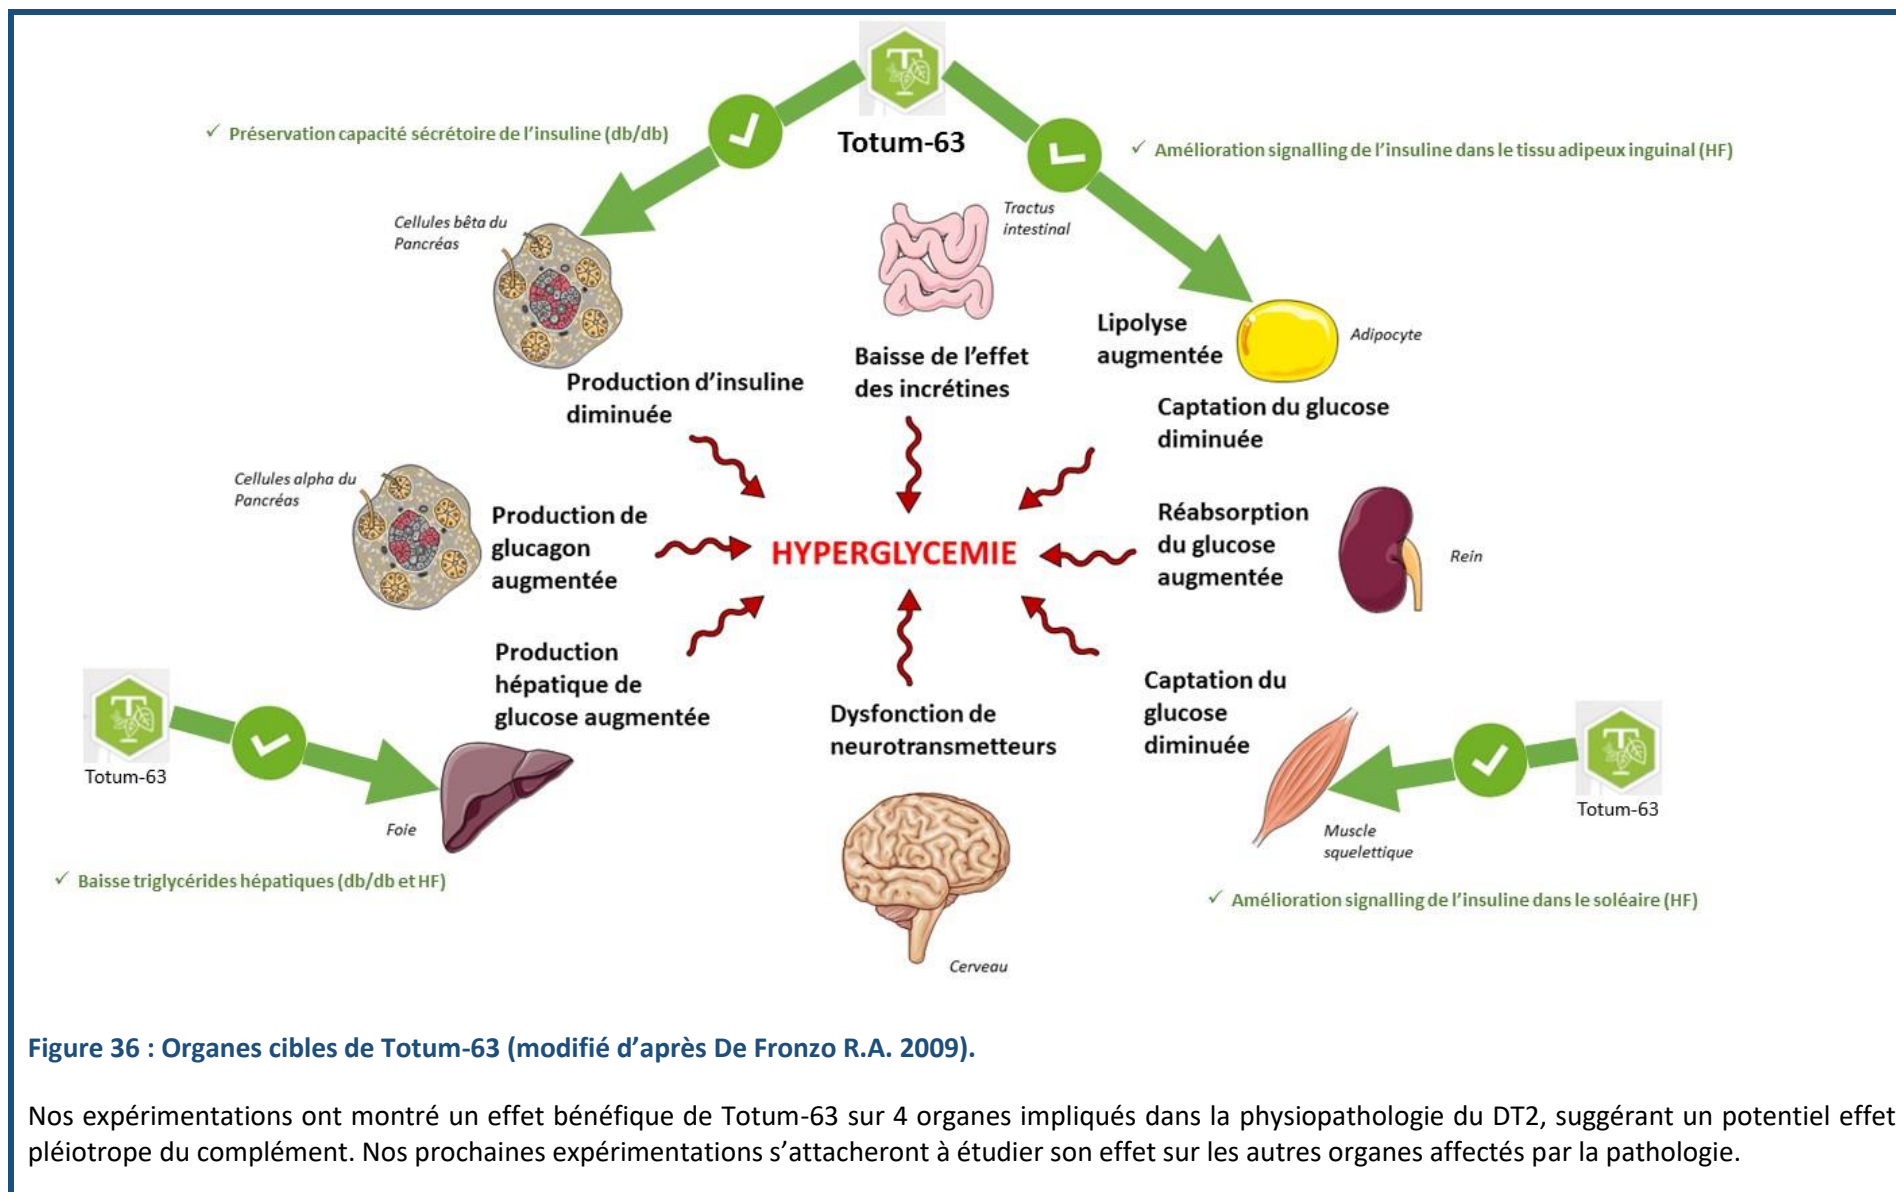 Totum-63
✓ Préservation capacité sécrétoire de l'insuline (db/db)
✓ Amélioration signalling de l'insuline dans le tissu adipeux inguinal (HF)
Cellules bêta du
Pancréas
Tractus
intestinal
Production d'insuline
diminuée
Baisse de l'effet
des incrétines
Lipolyse
augmentée
Adipocyte
Captation du glucose
diminuée
Cellules alpha du
Pancréas
Production de
glucagon
augmentée
HYPERGLYCEMIE
Réabsorption
du glucose
augmentée
Rein
Production
hépatique de
glucose augmentée
Dysfonction de
neurotransmetteurs
Captation du
glucose
diminuée
Totum-63
Foie
✓ Baisse triglycérides hépatiques (db/db et HF)
Cerveau
Muscle
squelettique
Totum-63
✓ Amélioration signalling de l'insuline dans le soléaire (HF)
Figure 36 : Organes cibles de Totum-63 (modifié d'après De Fronzo R.A. 2009).
Nos expérimentations ont montré un effet bénéfique de Totum-63 sur 4 organes impliqués dans la physiopathologie du DT2, suggérant un potentiel effet
pléiotrope du complément. Nos prochaines expérimentations s'attacheront à étudier son effet sur les autres organes affectés par la pathologie.